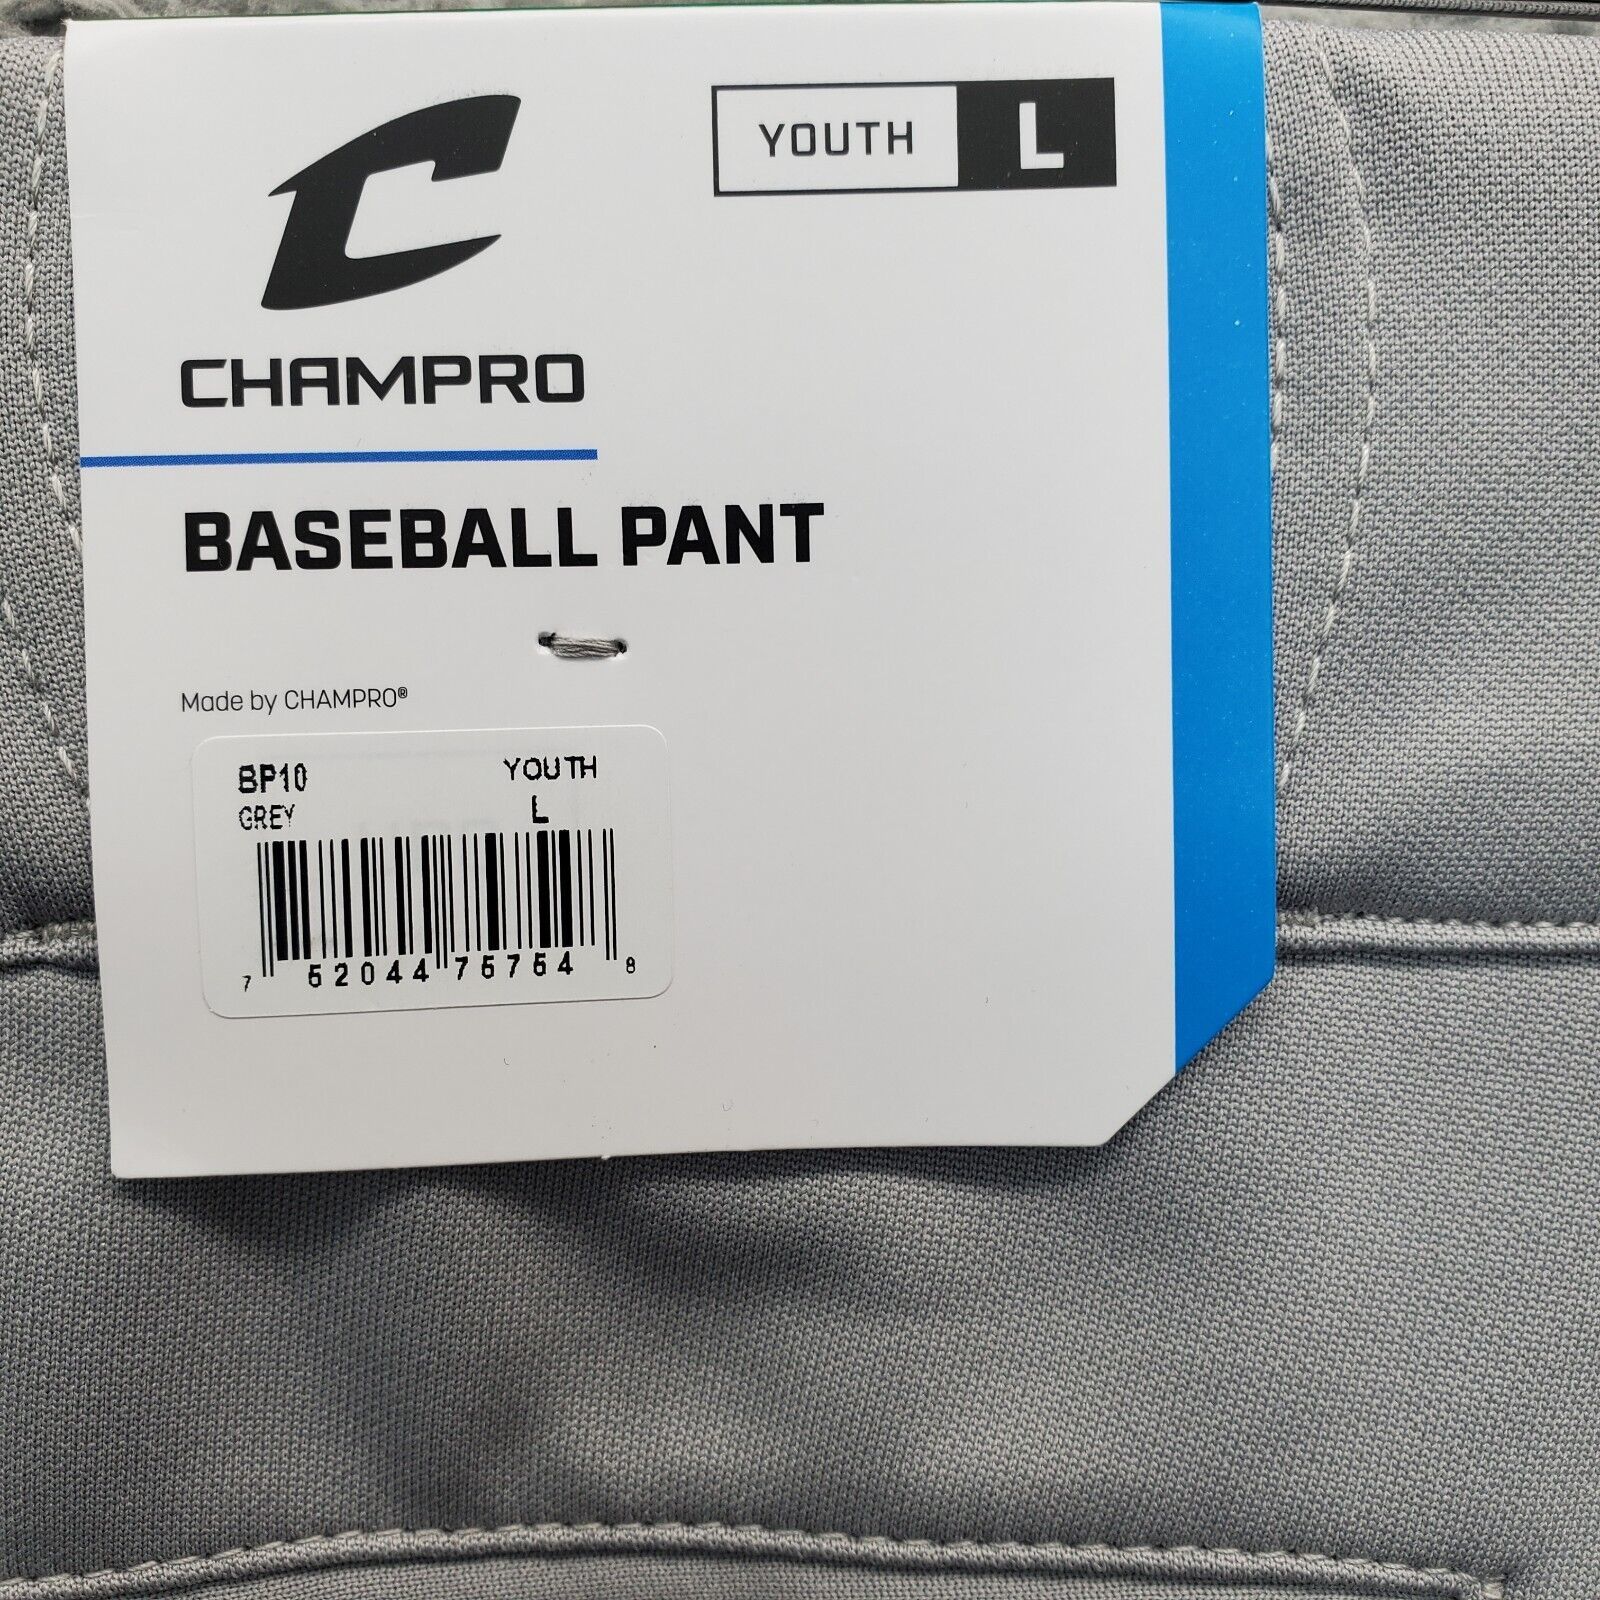 YOUTH L
CHAMPRO
BASEBALL PANT
Made by CHAMPRO®
BP10 YOUTH
GREY L
7 52044 75754 8